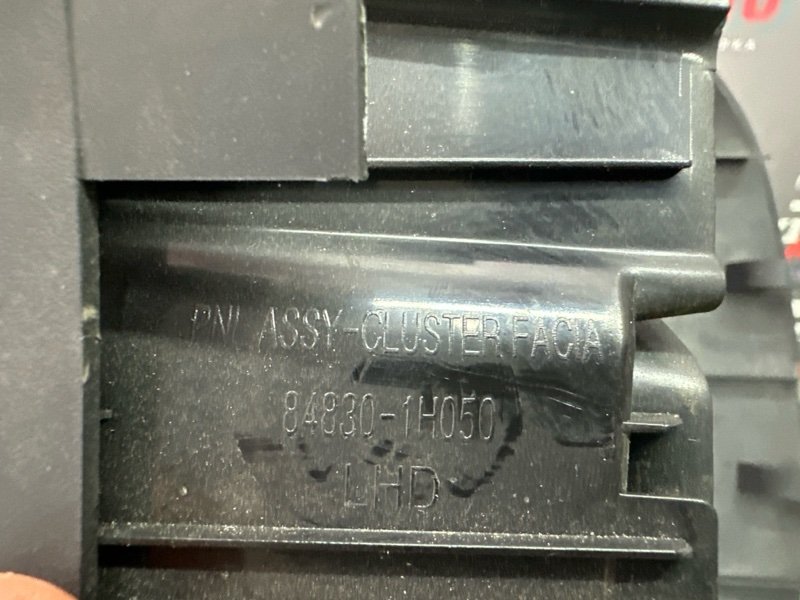 PNL ASSY-CLUSTER FACIA
84830-1H050
LHD